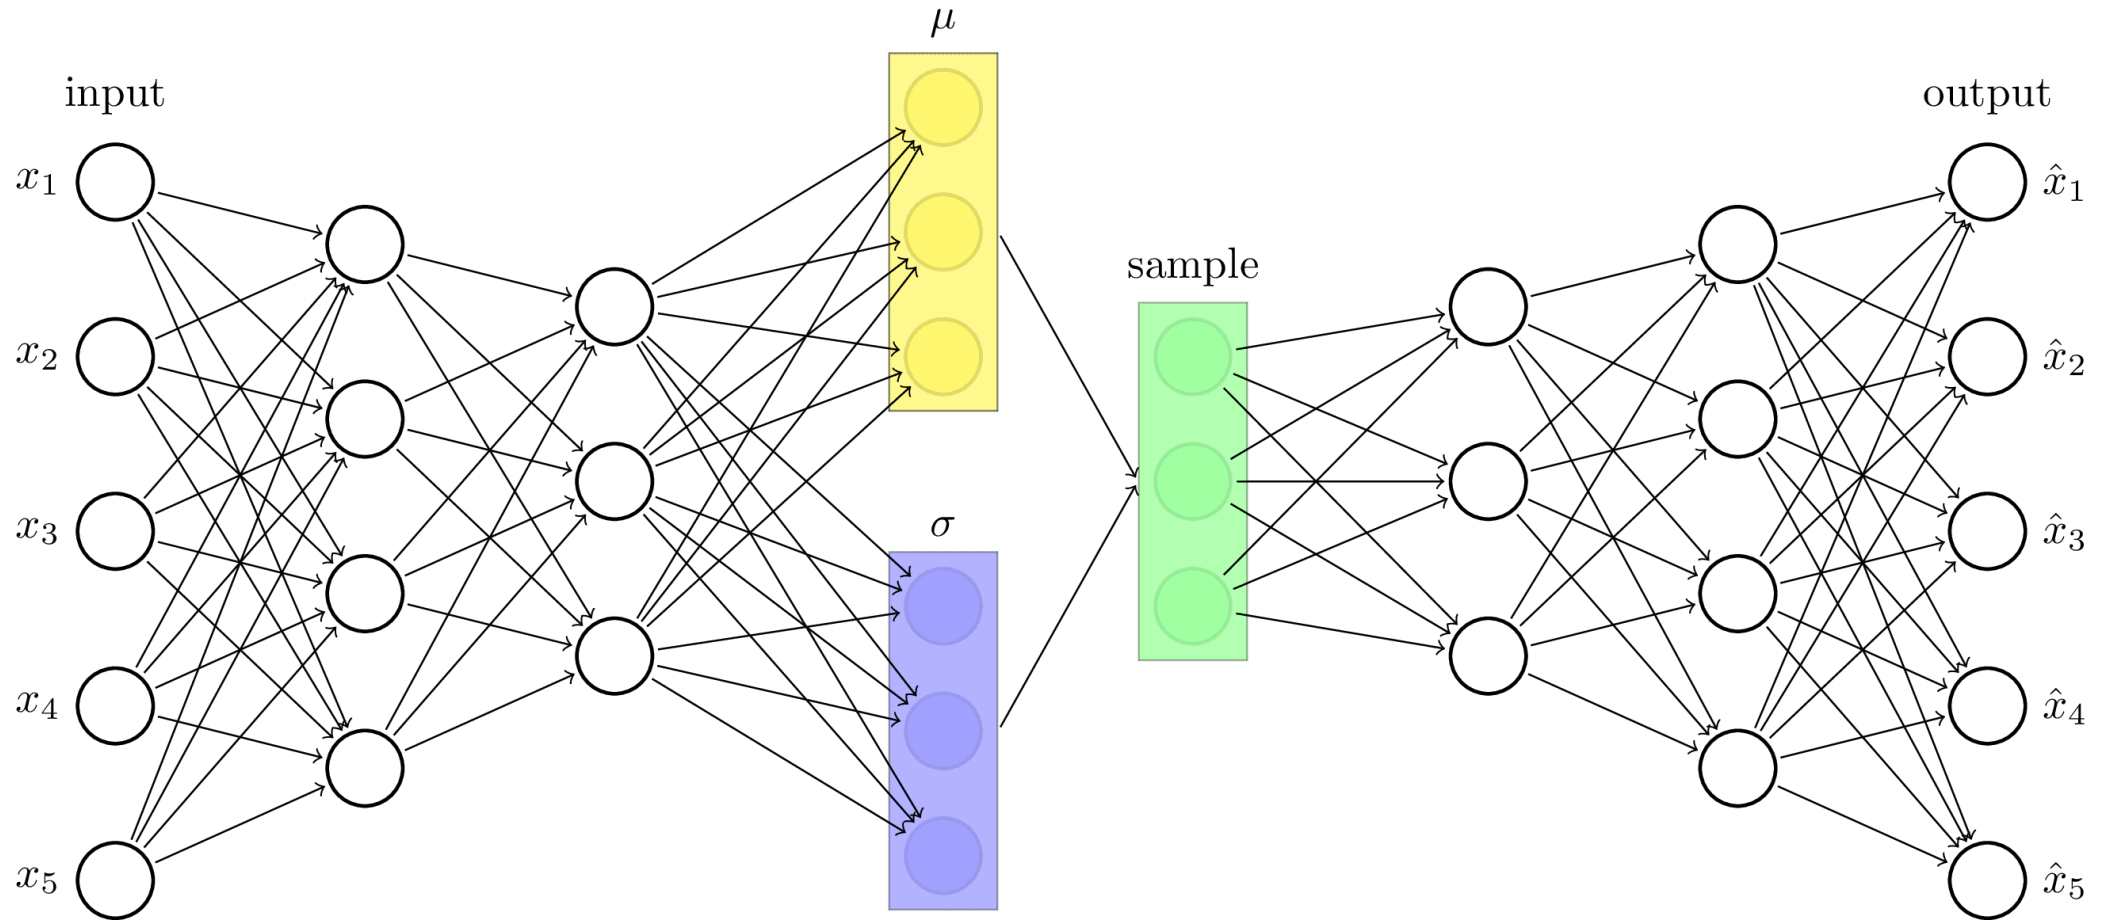 μ
input
output
x₁
x̂₁
sample
x₂
x̂₂
x₃
σ
x̂₃
x₄
x̂₄
x₅
x̂₅